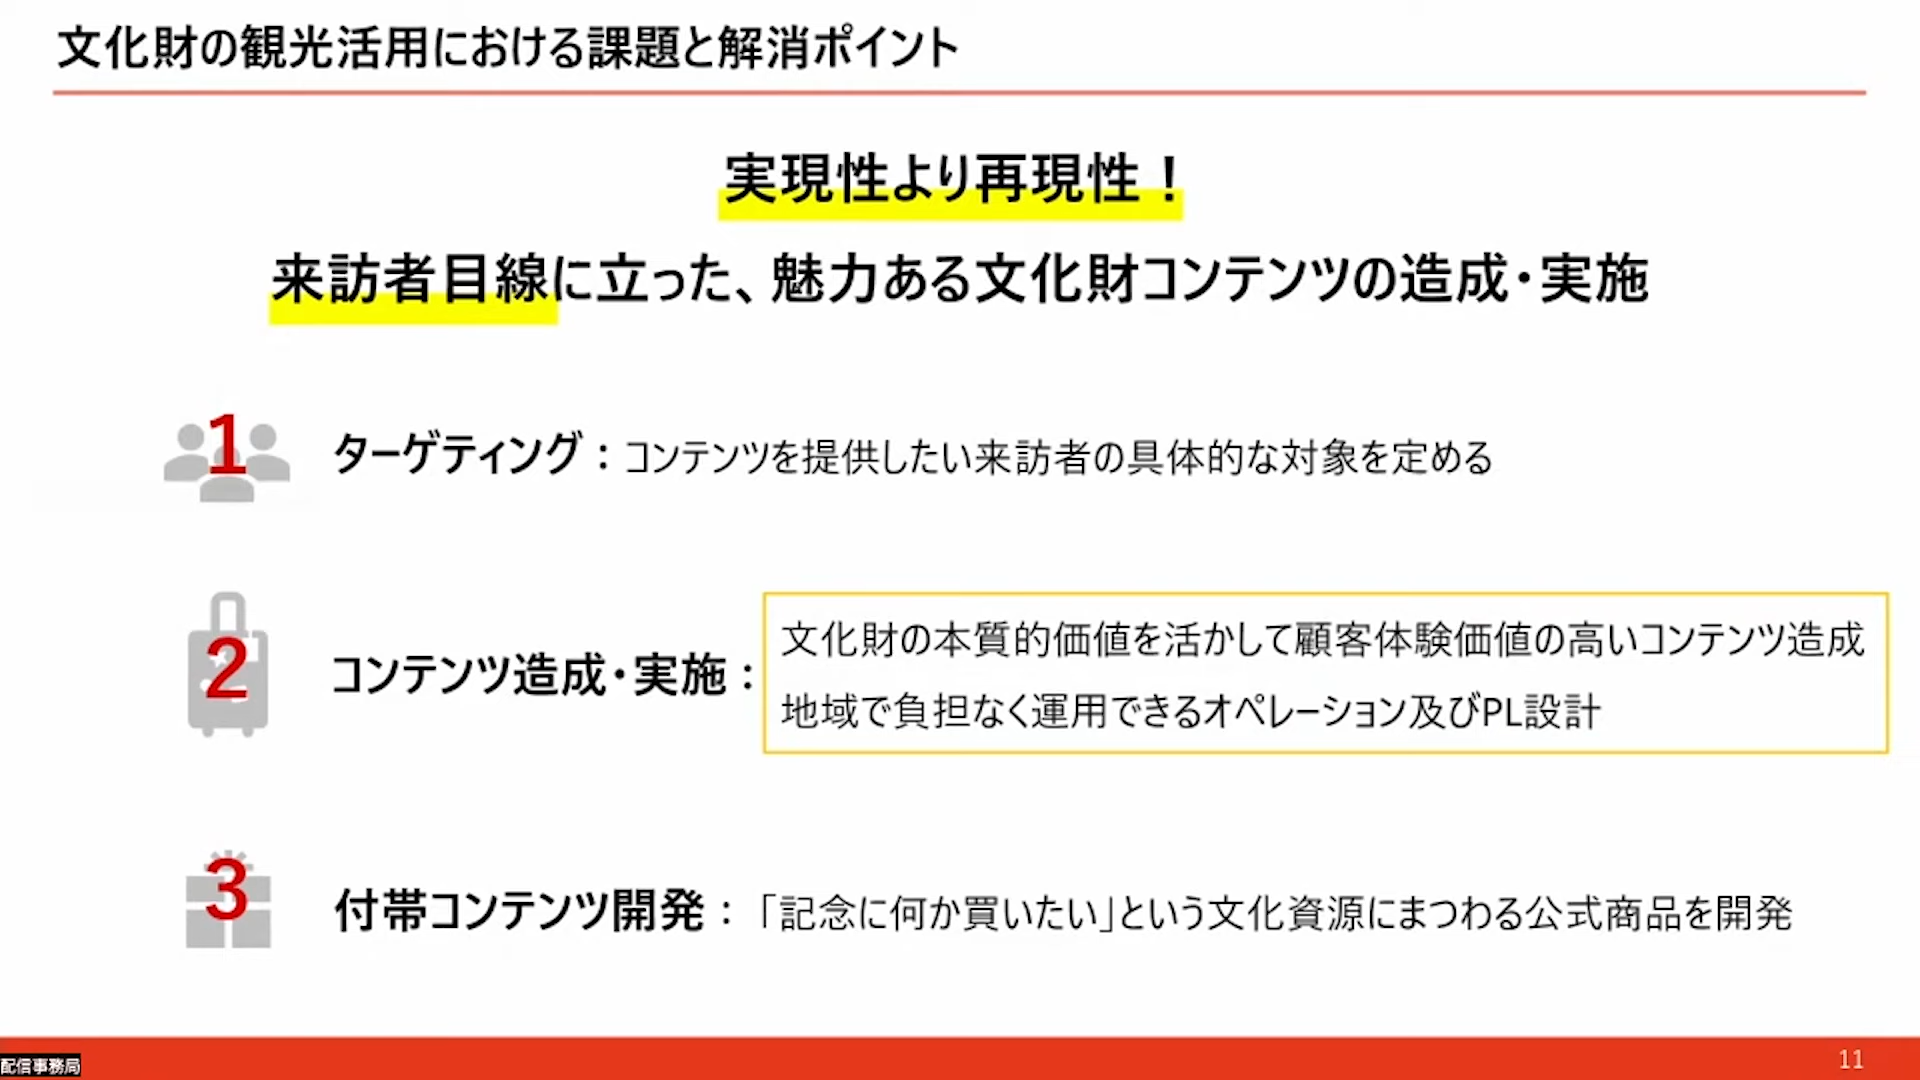 文化財の観光活用における課題と解消ポイント
実現性より再現性！
来訪者目線に立った、魅力ある文化財コンテンツの造成・実施
1
ターゲティング：コンテンツを提供したい来訪者の具体的な対象を定める
2
コンテンツ造成・実施：
文化財の本質的価値を活かして顧客体験価値の高いコンテンツ造成
地域で負担なく運用できるオペレーション及びPL設計
3
付帯コンテンツ開発：「記念に何か買いたい」という文化資源にまつわる公式商品を開発
配信事務局
11